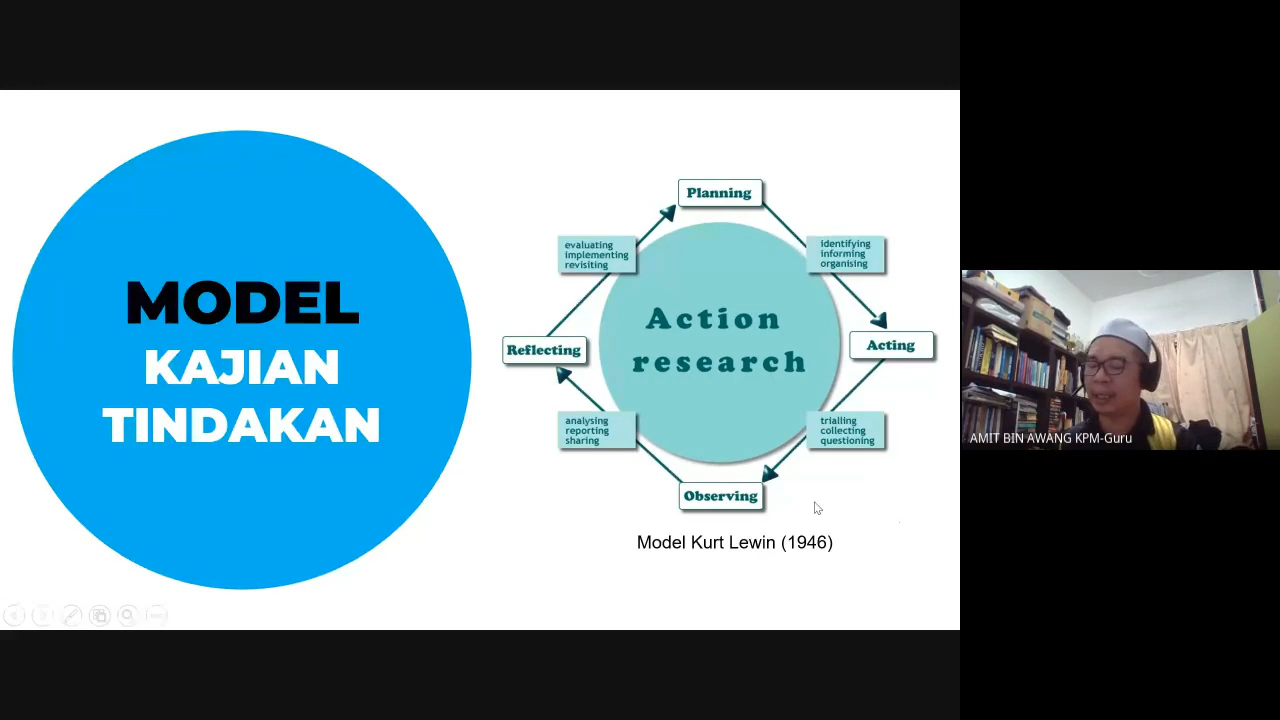 MODEL
KAJIAN
TINDAKAN
Planning
evaluating
implementing
revisiting
identifying
informing
organising
Action
research
Reflecting
Acting
analysing
reporting
sharing
trialling
collecting
questioning
Observing
Model Kurt Lewin (1946)
AMIT BIN AWANG KPM-Guru